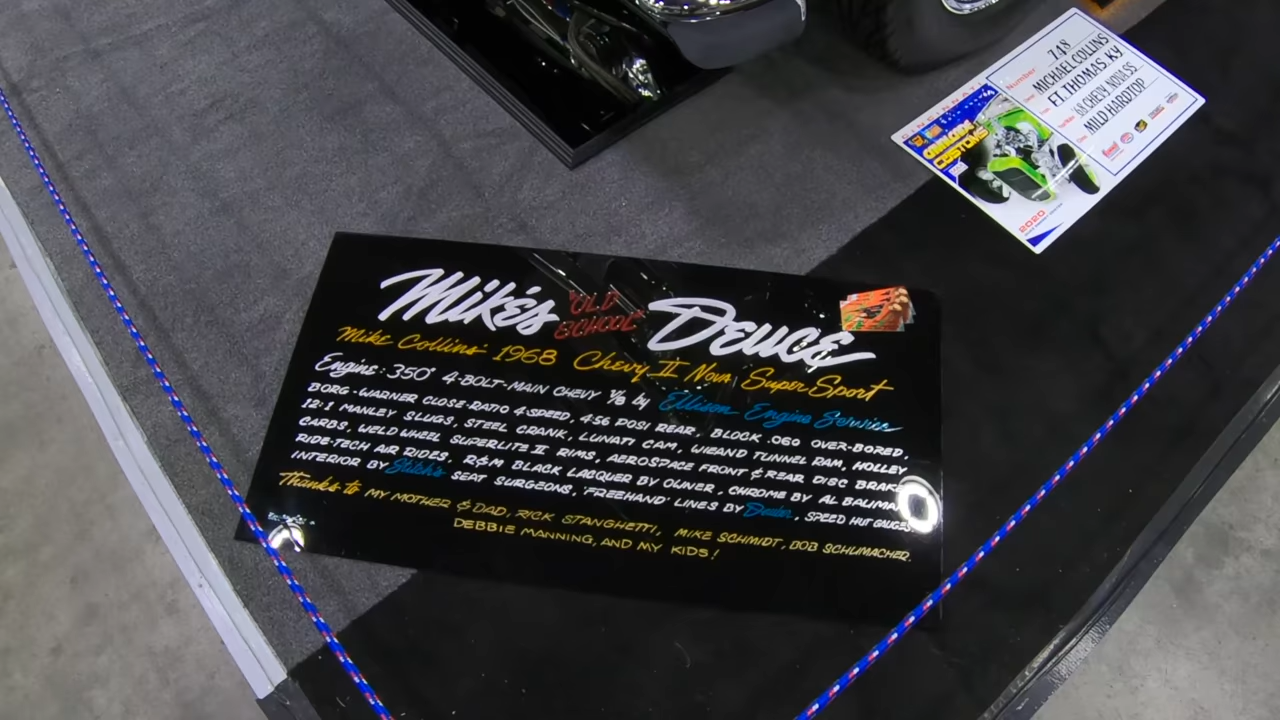 CINCINNATI
Number 748
MICHAEL COLLINS
FT. THOMAS, KY
'68 CHEVY NOVA SS
MILD HARDTOP
CUSTOMS
2020
Mike's "OLD SCHOOL" Deuce
Mike Collins' 1968 Chevy II Nova Super Sport
Engine: 350" 4-BOLT-MAIN CHEVY V8 by Ellison Engine Service
BORG-WARNER CLOSE-RATIO 4-SPEED, 4:56 POSI REAR, BLOCK .060 OVER-BORED,
12:1 MANLEY SLUGS, STEEL CRANK, LUNATI CAM, WIEAND TUNNEL RAM, HOLLEY
CARBS, WELD WHEEL SUPERLITE II RIMS, AEROSPACE FRONT & REAR DISC BRAKES
RIDE-TECH AIR RIDES, R&M BLACK LACQUER BY OWNER, CHROME BY AL BALIMA
INTERIOR BY Stitch's SEAT SURGEONS, 'FREEHAND' LINES BY , SPEED HUT GAUGES
Thanks to MY MOTHER & DAD, RICK STANGHETTI, MIKE SCHMIDT, BOB SCHUMACHER,
DEBBIE MANNING, AND MY KIDS!